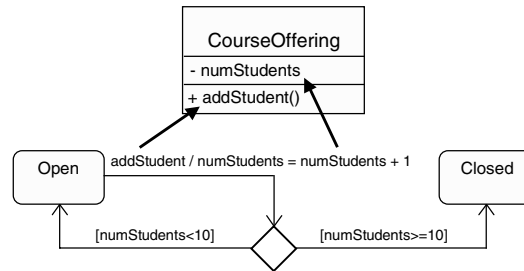 CourseOffering
- numStudents
+ addStudent()
addStudent / numStudents = numStudents + 1
Open
Closed
[numStudents<10]
[numStudents>=10]